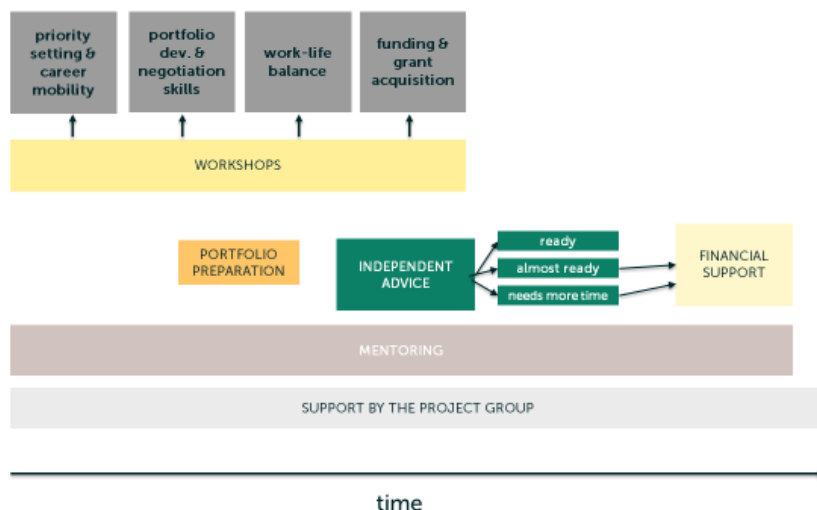 priority
setting &
career
mobility
portfolio
dev. &
negotiation
skills
work-life
balance
funding &
grant
acquisition
WORKSHOPS
PORTFOLIO
PREPARATION
INDEPENDENT
ADVICE
ready
almost ready
needs more time
FINANCIAL
SUPPORT
MENTORING
SUPPORT BY THE PROJECT GROUP
time